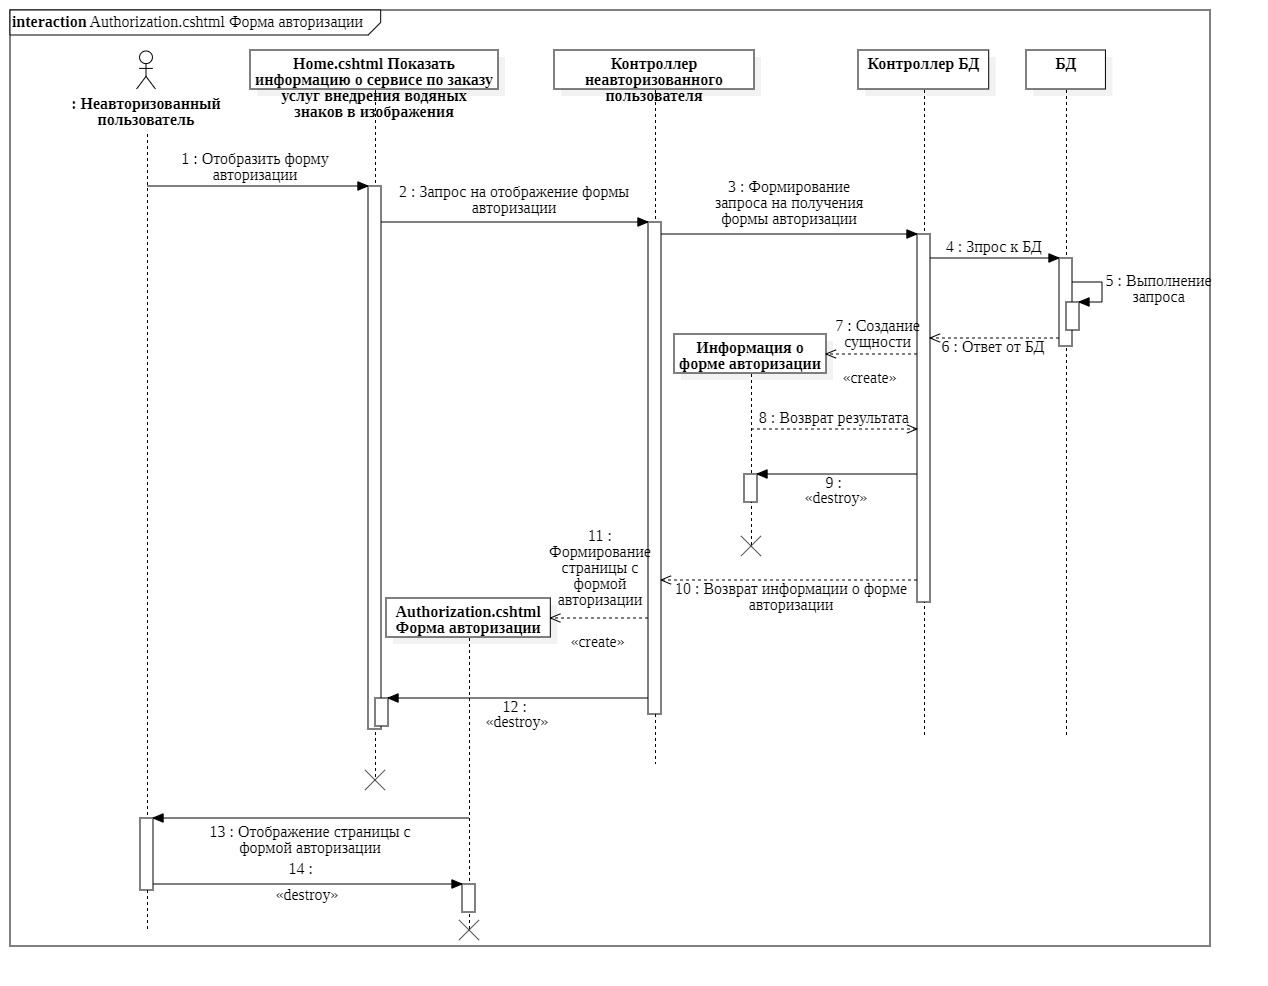 interaction Authorization.cshtml Форма авторизации
: Неавторизованный
пользователь
Home.cshtml Показать
информацию о сервисе по заказу
услуг внедрения водяных
знаков в изображения
Контроллер
неавторизованного
пользователя
Контроллер БД
БД
1 : Отобразить форму
авторизации
2 : Запрос на отображение формы
авторизации
3 : Формирование
запроса на получения
формы авторизации
4 : Зпрос к БД
5 : Выполнение
запроса
6 : Ответ от БД
7 : Создание
сущности
«create»
Информация о
форме авторизации
8 : Возврат результата
9 :
«destroy»
10 : Возврат информации о форме
авторизации
11 :
Формирование
страницы с
формой
авторизации
«create»
Authorization.cshtml
Форма авторизации
12 :
«destroy»
13 : Отображение страницы с
формой авторизации
14 :
«destroy»